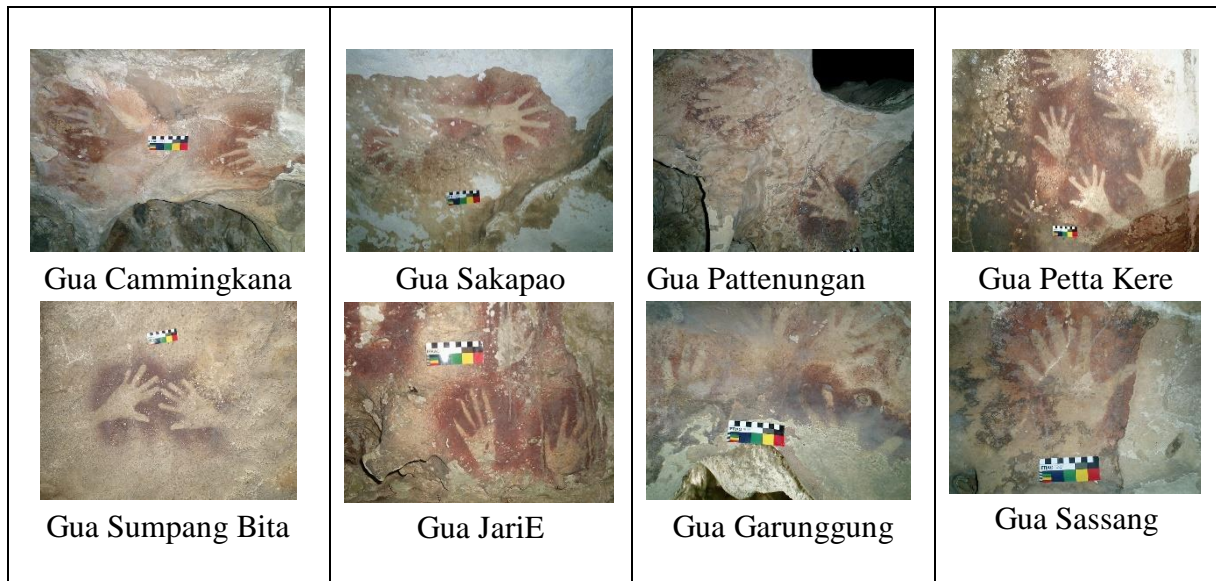 Gua Cammingkana
Gua Sakapao
Gua Pattenungan
Gua Petta Kere
Gua Sumpang Bita
Gua JariE
Gua Garunggung
Gua Sassang